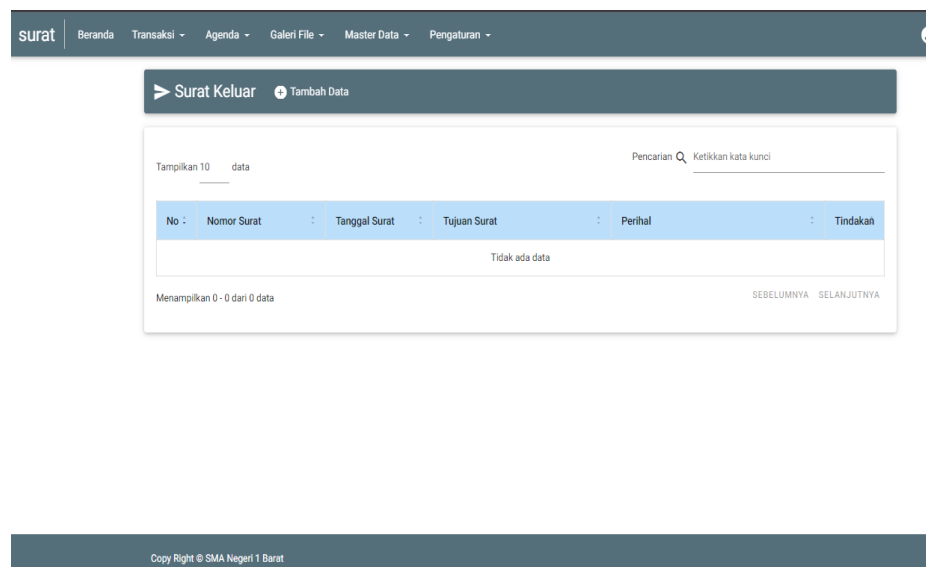 surat Beranda Transaksi Agenda Galeri File Master Data Pengaturan
Surat Keluar Tambah Data
Tampilkan 10 data Pencarian Ketikkan kata kunci
No Nomor Surat Tanggal Surat Tujuan Surat Perihal Tindakan
Tidak ada data
Menampilkan 0 - 0 dari 0 data SEBELUMNYA SELANJUTNYA
Copy Right © SMA Negeri 1 Barat